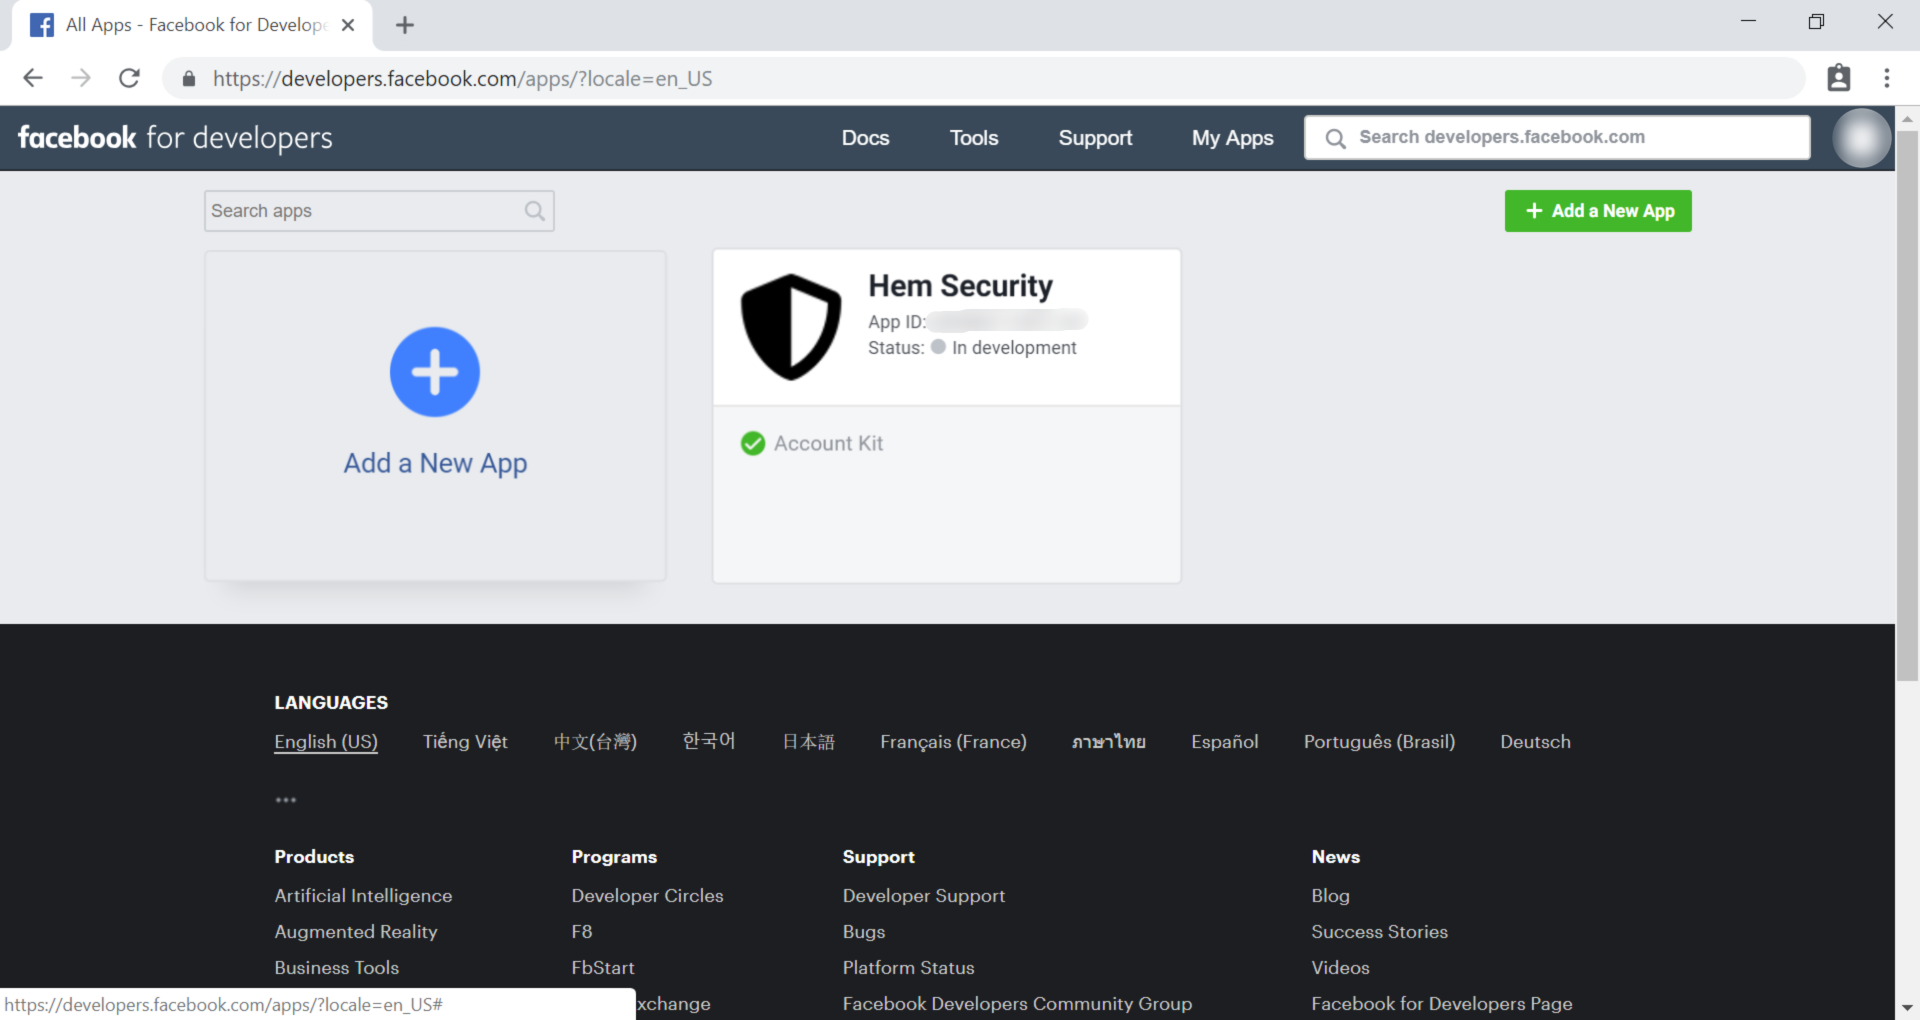 All Apps - Facebook for Develope
https://developers.facebook.com/apps/?locale=en_US
facebook for developers
Docs
Tools
Support
My Apps
Search developers.facebook.com
Search apps
+ Add a New App
Add a New App
Hem Security
App ID:
Status: In development
Account Kit
LANGUAGES
English (US)
Tiếng Việt
中文(台灣)
한국어
日本語
Français (France)
ภาษาไทย
Español
Português (Brasil)
Deutsch
...
Products
Programs
Support
News
Artificial Intelligence
Developer Circles
Developer Support
Blog
Augmented Reality
F8
Bugs
Success Stories
Business Tools
FbStart
Platform Status
Videos
https://developers.facebook.com/apps/?locale=en_US#
xchange
Facebook Developers Community Group
Facebook for Developers Page